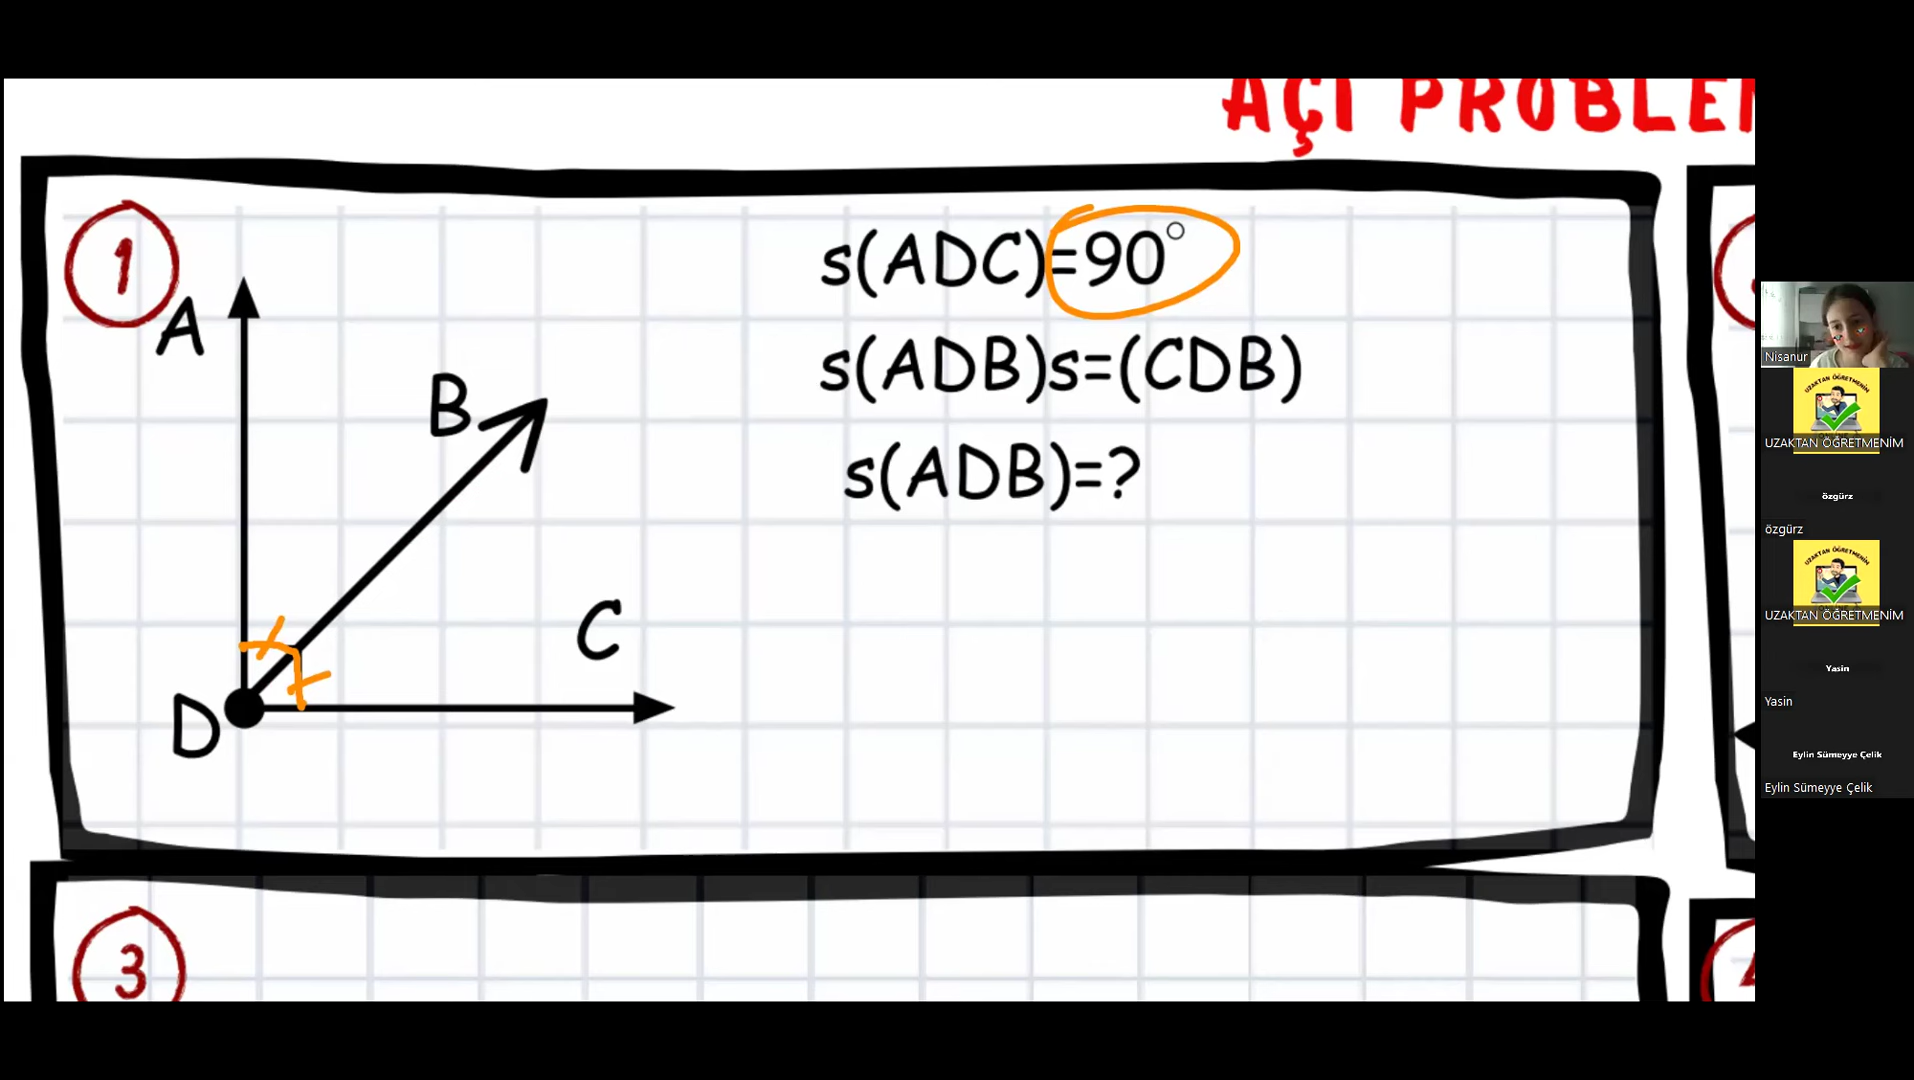 AÇI PROBLEM
1
s(ADC)=90°
A
s(ADB)s=(CDB)
B
s(ADB)=?
C
D
3
Nisanur
UZAKTAN ÖĞRETMENİM
UZAKTAN ÖĞRETMENİM
özgürz
özgürz
UZAKTAN ÖĞRETMENİM
UZAKTAN ÖĞRETMENİM
Yasin
Yasin
Eylin Sümeyye Çelik
Eylin Sümeyye Çelik